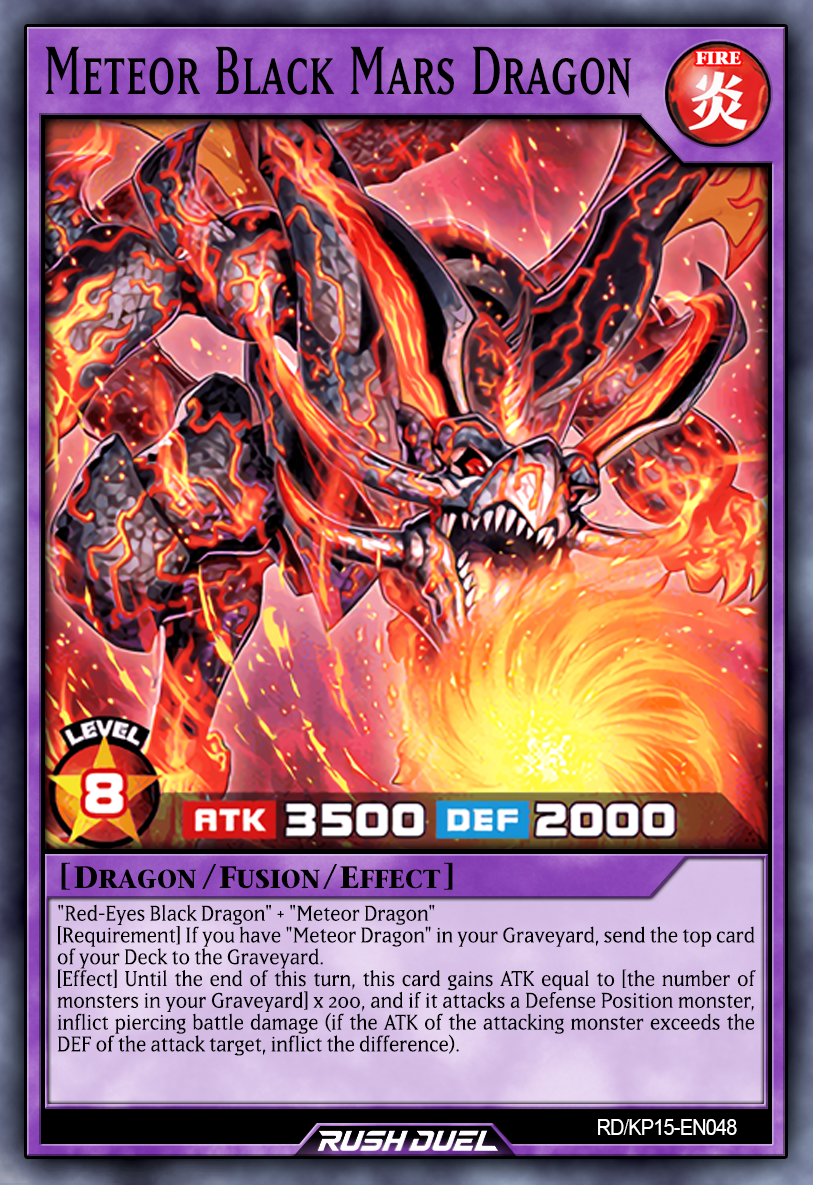 Meteor Black Mars Dragon
FIRE
炎
LEVEL
8
ATK 3500 DEF 2000
[Dragon/Fusion/Effect]
"Red-Eyes Black Dragon" + "Meteor Dragon"
[Requirement] If you have "Meteor Dragon" in your Graveyard, send the top card
of your Deck to the Graveyard.
[Effect] Until the end of this turn, this card gains ATK equal to [the number of
monsters in your Graveyard] x 200, and if it attacks a Defense Position monster,
inflict piercing battle damage (if the ATK of the attacking monster exceeds the
DEF of the attack target, inflict the difference).
RD/KP15-EN048
RUSH DUEL